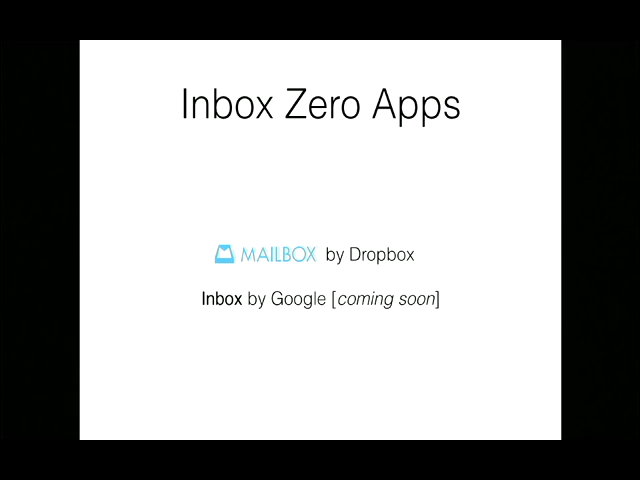 Inbox Zero Apps
MAILBOX by Dropbox
Inbox by Google [coming soon]